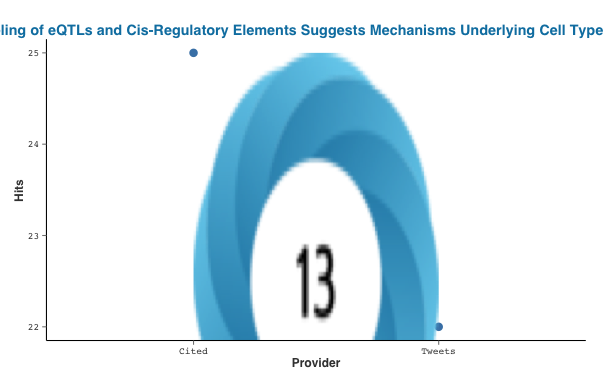 ling of eQTLs and Cis-Regulatory Elements Suggests Mechanisms Underlying Cell Type
25
24
23
22
Hits
13
Cited Tweets
Provider